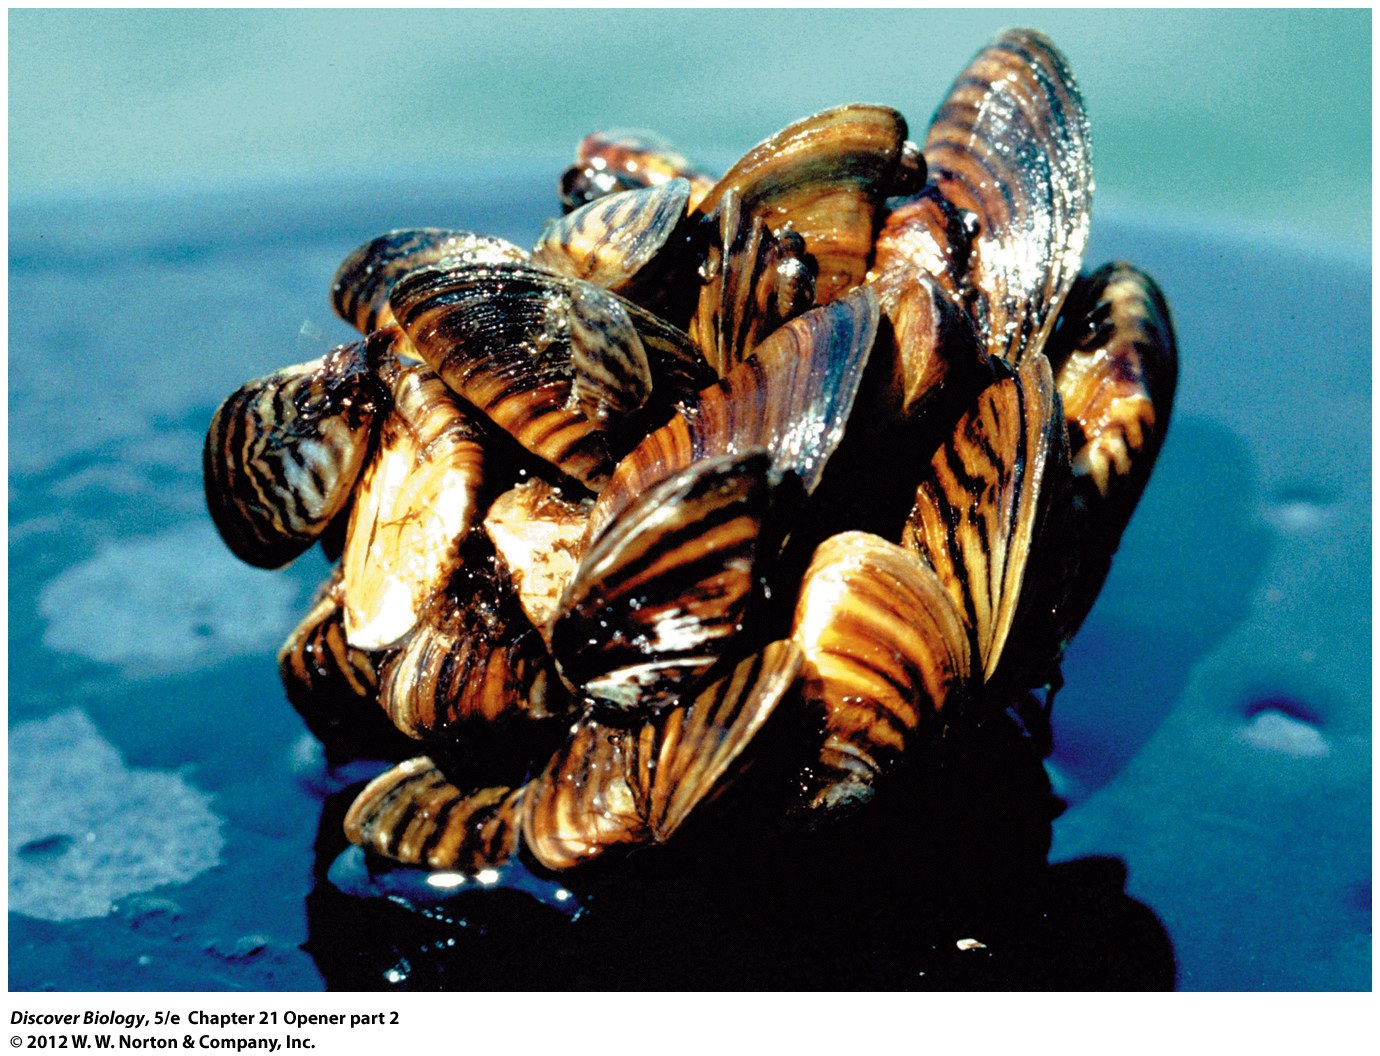 Discover Biology, 5/e  Chapter 21 Opener part 2
© 2012 W. W. Norton & Company, Inc.